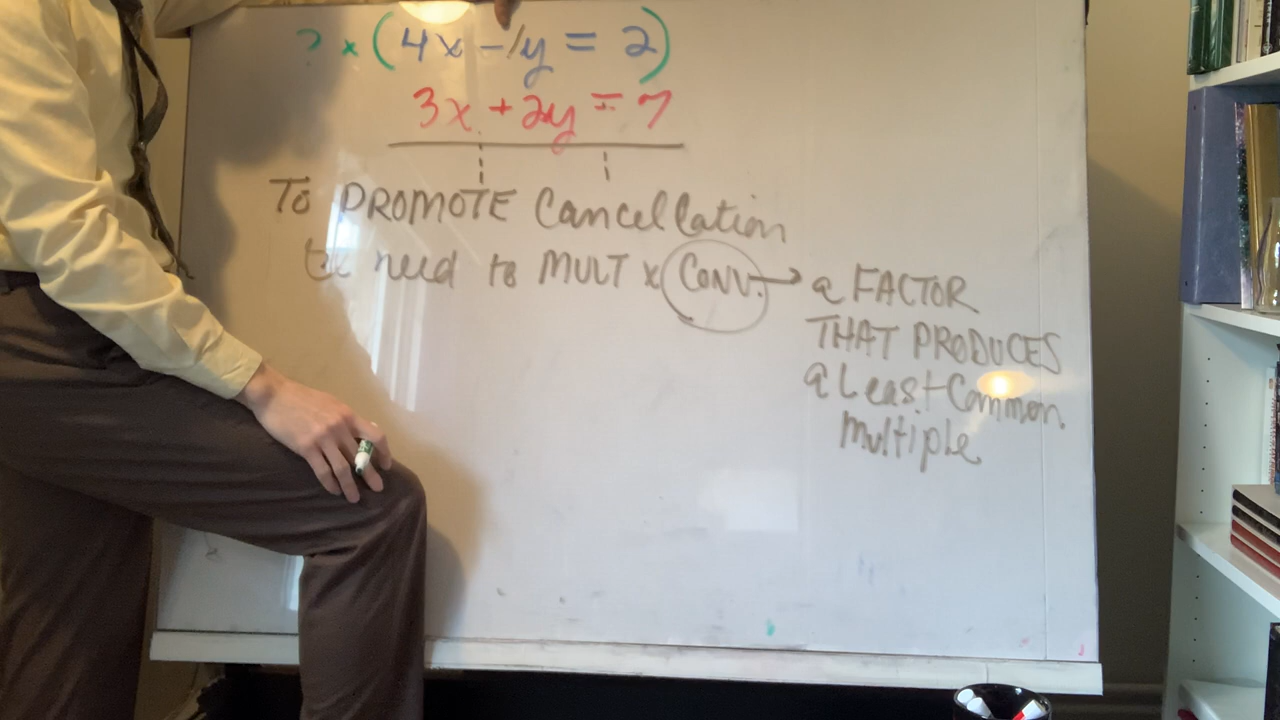 ? × (4x - 1y = 2)
3x + 2y = 7
TO PROMOTE Cancellation
need to MULT x CONV. → a FACTOR
THAT PRODUCES
a Least Common
Multiple